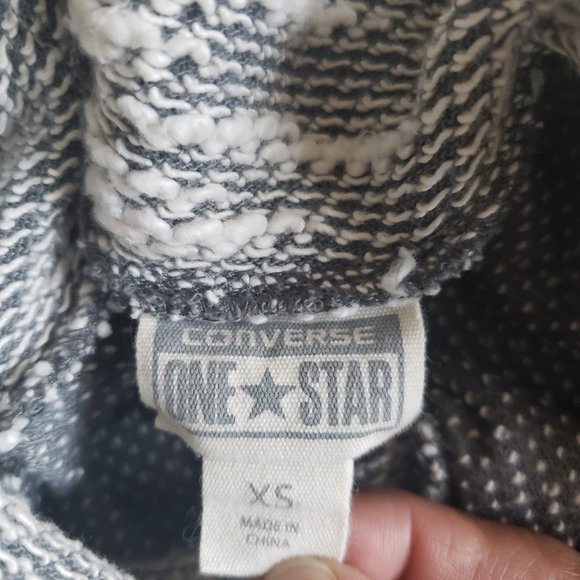 CONVERSE
ONE ★ STAR
XS
MADE IN
CHINA